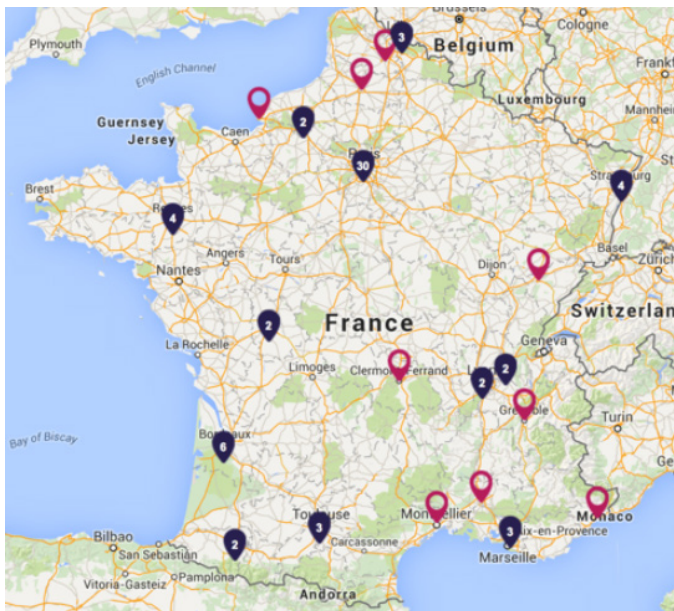 Brussels
Plymouth
3
Belgium
Cologne
English Channel
Frankf
Luxembourg
Guernsey
Jersey
Caen
2
Mannheim
30
Brest
4
4
Angers
Tours
Dijon
Basel
Zürich
Nantes
2
France
Switzerlan
La Rochelle
Geneva
Limoges
Clermont-Ferrand
2
2
Grenoble
Turin
Bay of Biscay
Bordeaux
6
Toulouse
3
Montpellier
Monaco
3
Aix-en-Provence
Marseille
Bilbao
San Sebastian
2
Carcassonne
Vitoria-Gasteiz
Pamplona
Andorra